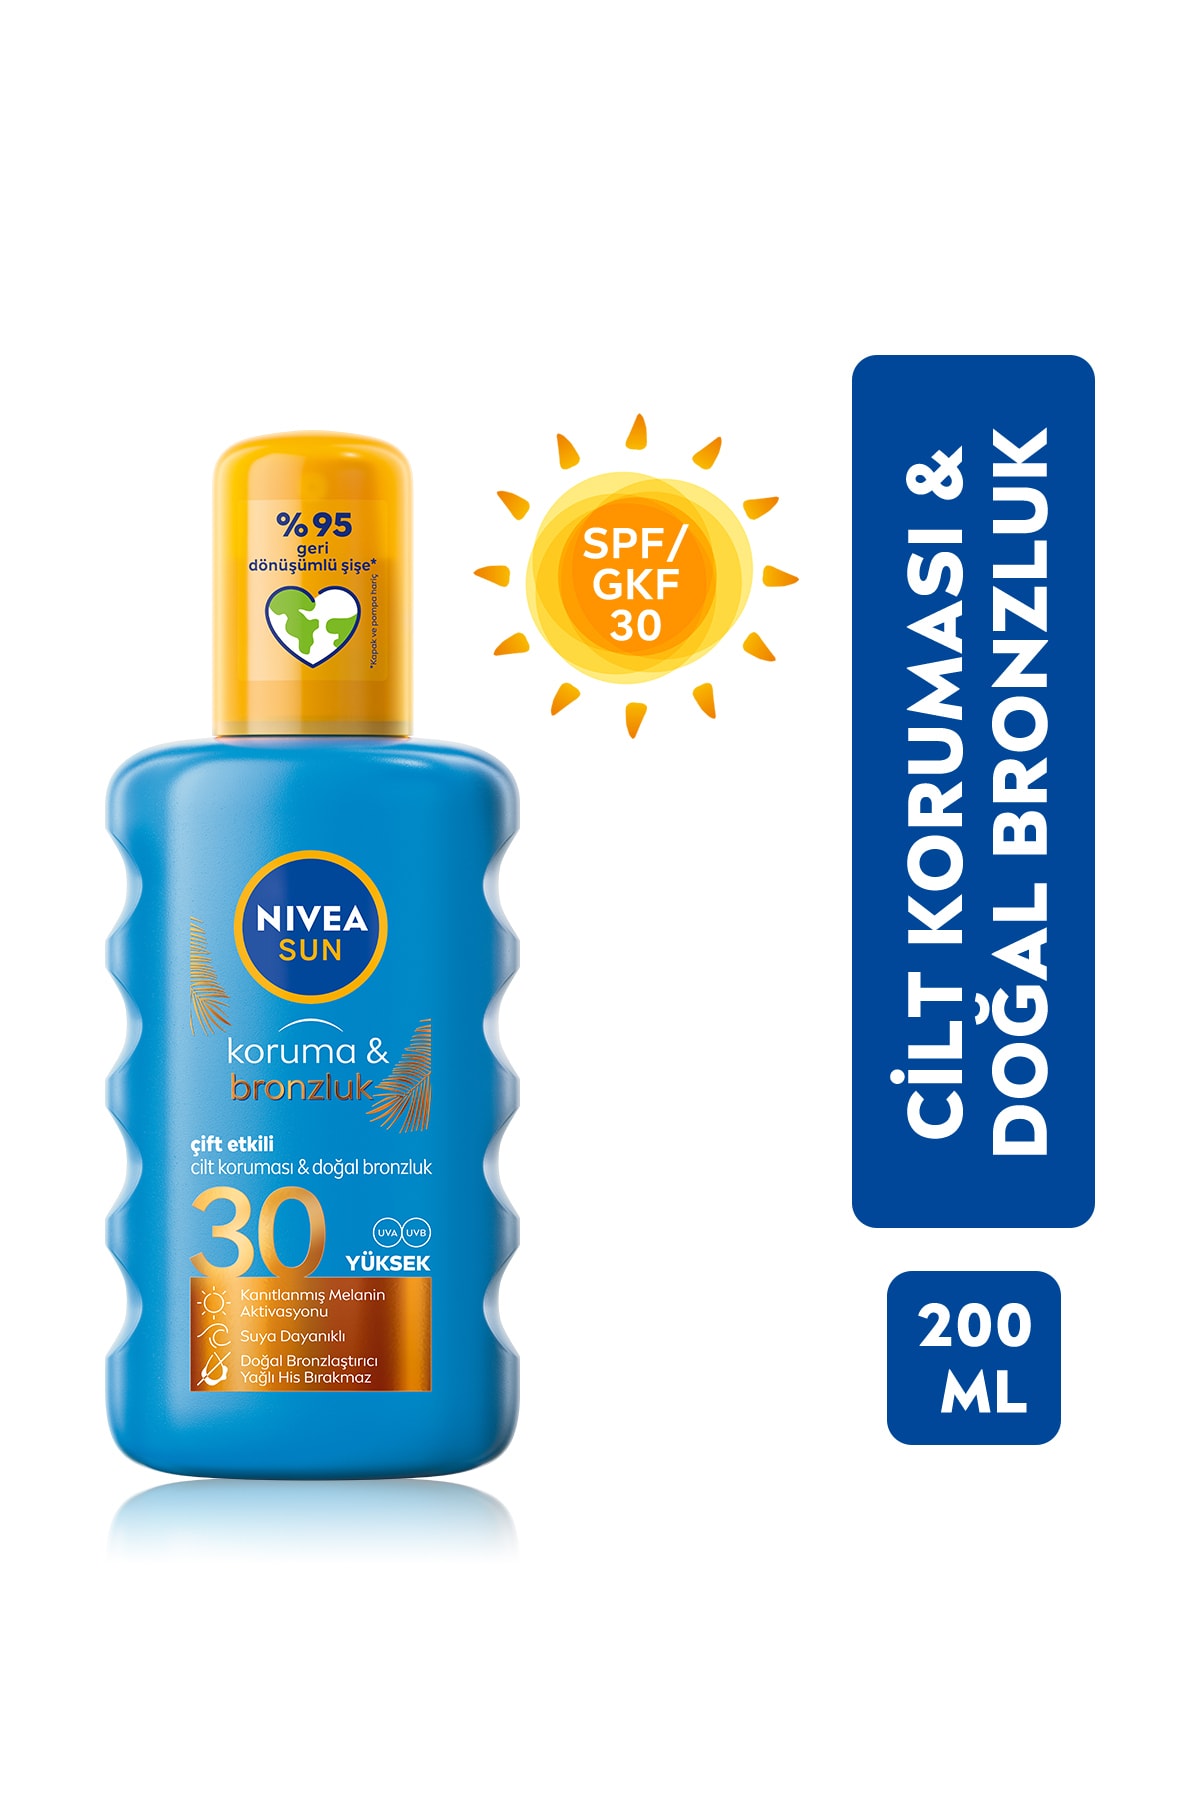 %95
geri
dönüşümlü şişe*
*Kapak ve pompa hariç
SPF/
GKF
30
NIVEA
SUN
koruma &
bronzluk
çift etkili
cilt koruması & doğal bronzluk
30
UVA UVB
YÜKSEK
Kanıtlanmış Melanin
Aktivasyonu
Suya Dayanıklı
Doğal Bronzlaştırıcı
Yağlı His Bırakmaz
CİLT KORUMASI &
DOĞAL BRONZLUK
200
ML